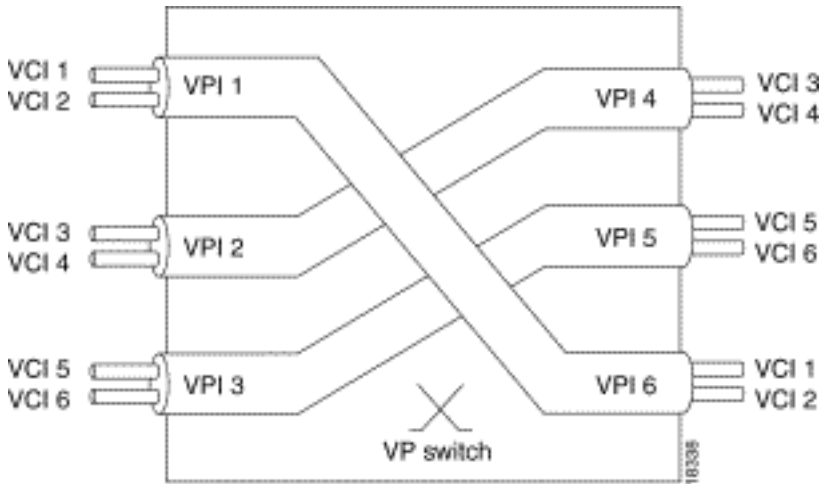 VCI 1
VCI 2
VPI 1
VCI 3
VCI 4
VPI 2
VCI 5
VCI 6
VPI 3
VPI 4
VCI 3
VCI 4
VPI 5
VCI 5
VCI 6
VPI 6
VCI 1
VCI 2
VP switch
18338